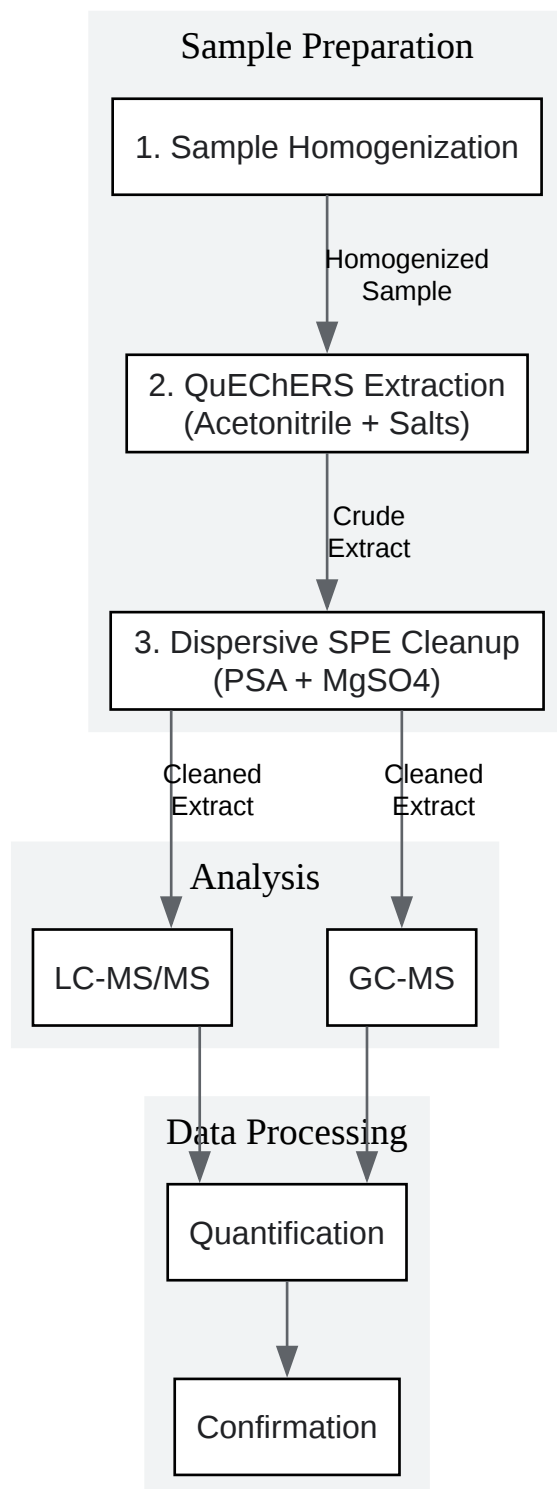 Sample Preparation
1. Sample Homogenization
Homogenized
Sample
2. QuEChERS Extraction
(Acetonitrile + Salts)
Crude
Extract
3. Dispersive SPE Cleanup
(PSA + MgSO4)
Cleaned
Extract
Cleaned
Extract
Analysis
LC-MS/MS
GC-MS
Data Processing
Quantification
Confirmation